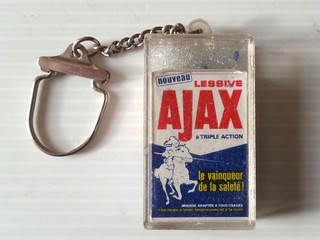 nouveau
LESSIVE
AJAX
à TRIPLE ACTION
le vainqueur
de la saleté!